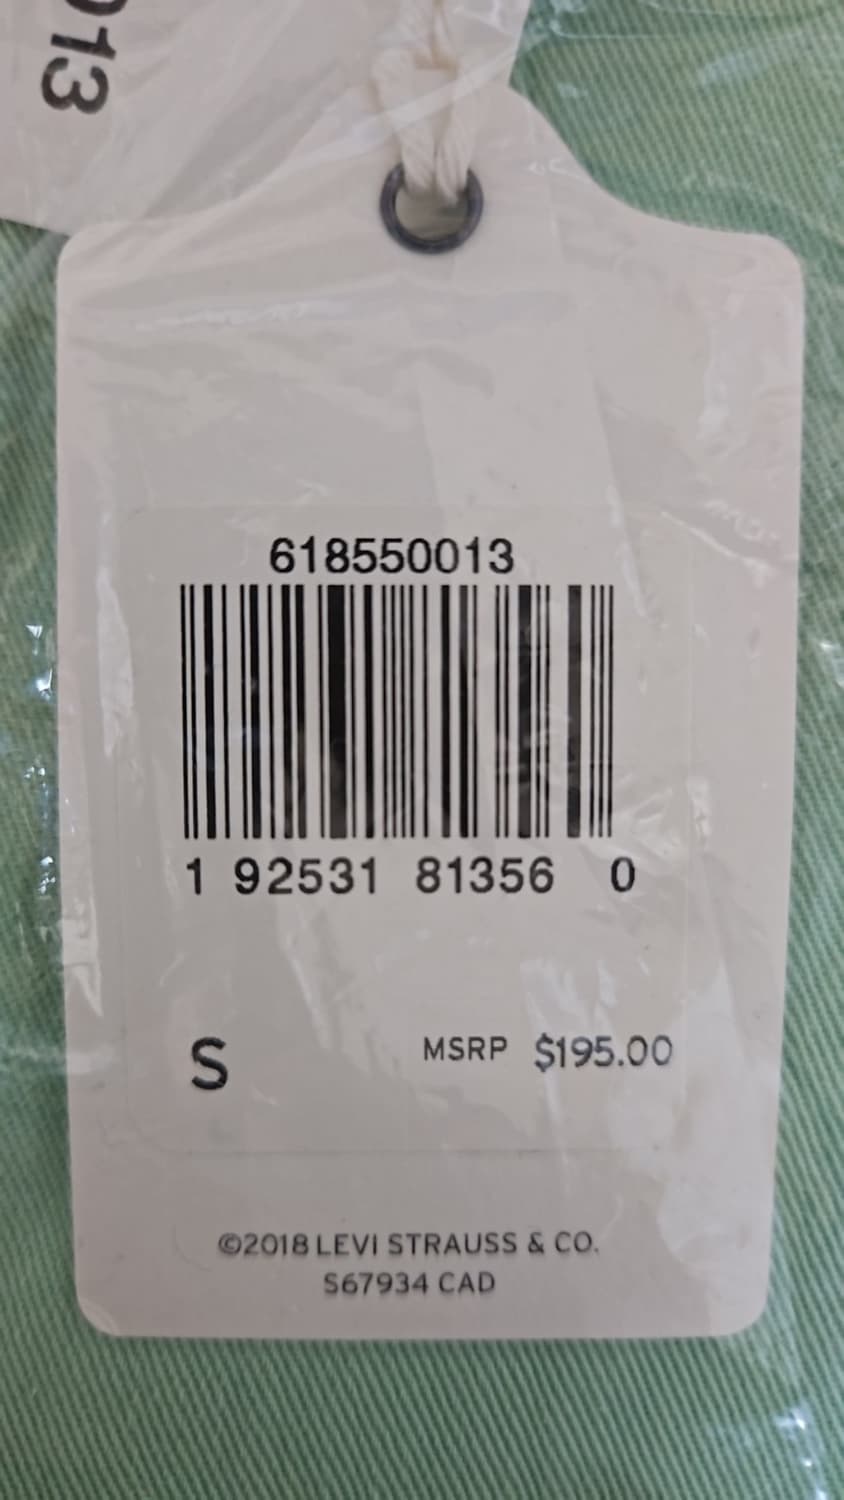 013
618550013
1 92531 81356 0
S MSRP $195.00
©2018 LEVI STRAUSS & CO.
S67934 CAD